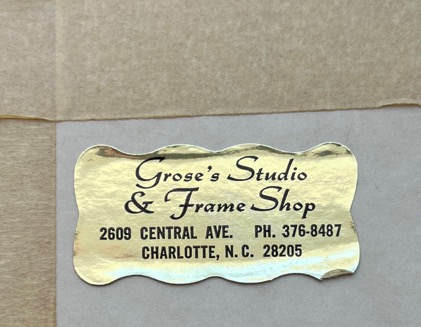 Grose's Studio
& Frame Shop
2609 CENTRAL AVE. PH. 376-8487
CHARLOTTE, N. C. 28205